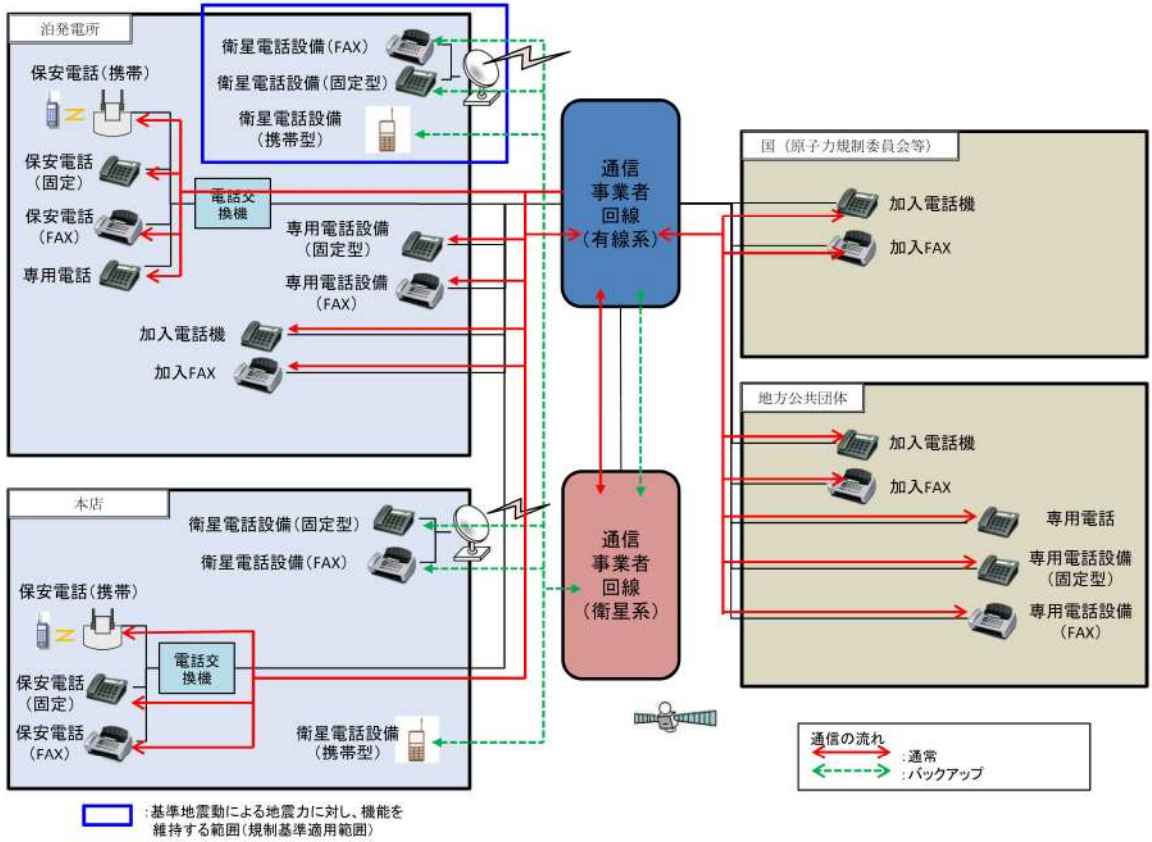 泊発電所
衛星電話設備(FAX)
衛星電話設備(固定型)
衛星電話設備
(携帯型)
保安電話(携帯)
保安電話
(固定)
保安電話
(FAX)
専用電話
電話交
換機
専用電話設備
(固定型)
専用電話設備
(FAX)
加入電話機
加入FAX
通信
事業者
回線
(有線系)
国(原子力規制委員会等)
加入電話機
加入FAX
地方公共団体
加入電話機
加入FAX
専用電話
専用電話設備
(固定型)
専用電話設備
(FAX)
本店
衛星電話設備(固定型)
衛星電話設備(FAX)
保安電話(携帯)
保安電話
(固定)
保安電話
(FAX)
電話交
換機
衛星電話設備
(携帯型)
通信
事業者
回線
(衛星系)
通信の流れ
:通常
:バックアップ
:基準地震動による地震力に対し、機能を
維持する範囲(規制基準適用範囲)